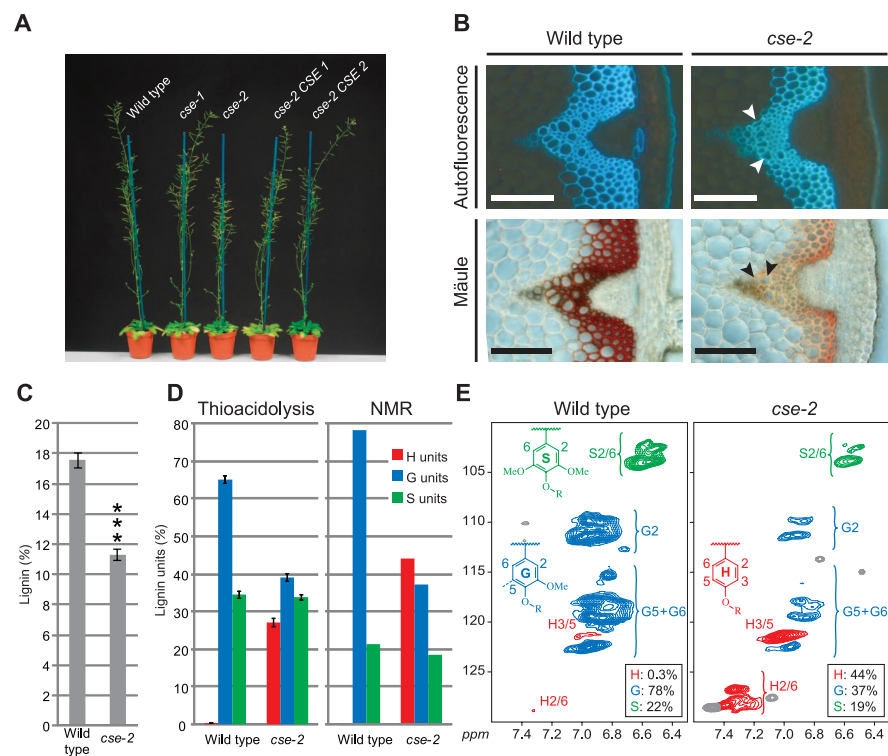 A
Wild type
cse-1
cse-2
cse-2 CSE 1
cse-2 CSE 2
B
Wild type
cse-2
Autofluorescence
Mäule
C
Lignin (%)
20
18
16
14
12
10
8
6
4
2
0
***
Wild type
cse-2
D
Thioacidolysis
NMR
Lignin units (%)
80
70
60
50
40
30
20
10
0
H units
G units
S units
Wild type
cse-2
Wild type
cse-2
E
Wild type
cse-2
105
110
115
120
125
6
2
S
MeO
OMe
O
R
S2/6
S2/6
G2
G2
6
2
G
5
OMe
O
R
6
2
H
5
3
O
R
G5+G6
G5+G6
H3/5
H3/5
H2/6
H2/6
H: 0.3%
G: 78%
S: 22%
H: 44%
G: 37%
S: 19%
ppm
7.4
7.2
7.0
6.8
6.6
6.4
7.4
7.2
7.0
6.8
6.6
6.4